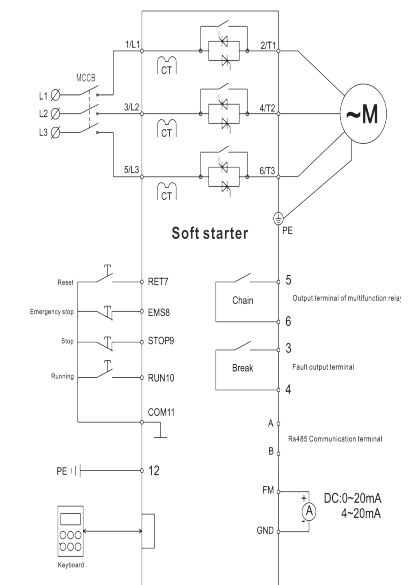 1/L1
2/T1
MCCB
CT
L1
L2
L3
3/L2
4/T2
~M
CT
5/L3
6/T3
CT
PE
Soft starter
Reset
RET7
5
Chain
Output terminal of multifunction relay
Emergency stop
EMS8
6
Stop
STOP9
3
Break
Fault output terminal
Running
RUN10
4
COM11
A
Rs485 Communication terminal
B
PE
12
FM
+
A
-
DC:0~20mA
4~20mA
GND
Keyboard